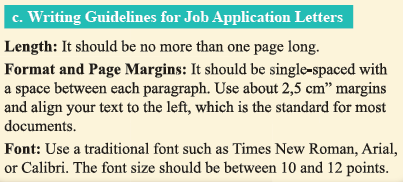 c. Writing Guidelines for Job Application Letters
Length: It should be no more than one page long.
Format and Page Margins: It should be single-spaced with
a space between each paragraph. Use about 2,5 cm” margins
and align your text to the left, which is the standard for most
documents.
Font: Use a traditional font such as Times New Roman, Arial,
or Calibri. The font size should be between 10 and 12 points.